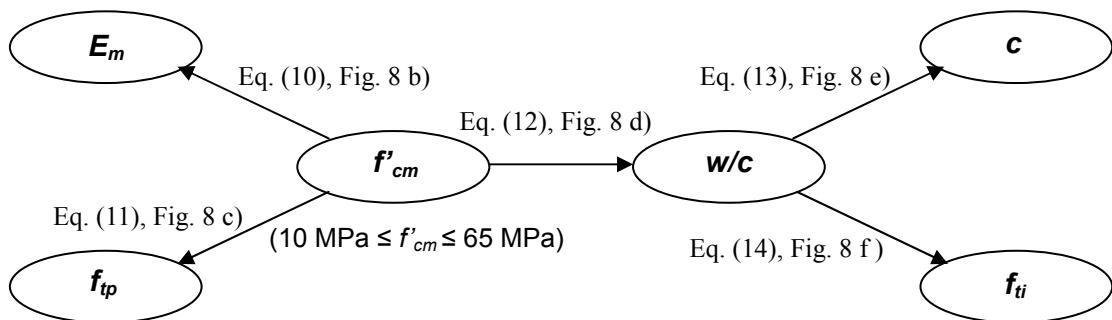 E_m
c
Eq. (10), Fig. 8 b)
Eq. (13), Fig. 8 e)
Eq. (12), Fig. 8 d)
f'_cm
w/c
Eq. (11), Fig. 8 c)
(10 MPa ≤ f'_cm ≤ 65 MPa)
Eq. (14), Fig. 8 f )
f_tp
f_ti